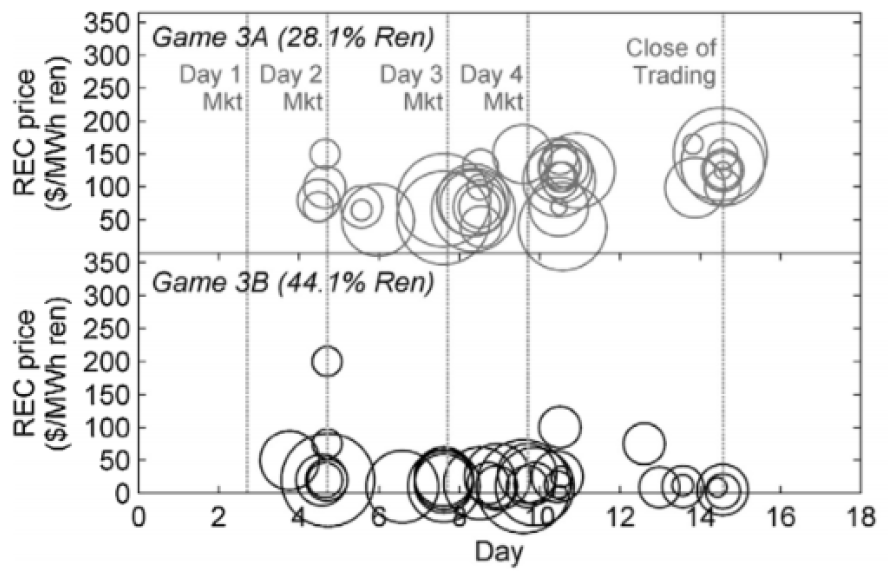 Game 3A (28.1% Ren)
Day 1
Mkt
Day 2
Mkt
Day 3
Mkt
Day 4
Mkt
Close of
Trading
REC price
($/MWh ren)
350
300
250
200
150
100
50
Game 3B (44.1% Ren)
REC price
($/MWh ren)
350
300
250
200
150
100
50
0
0 2 4 6 8 10 12 14 16 18
Day